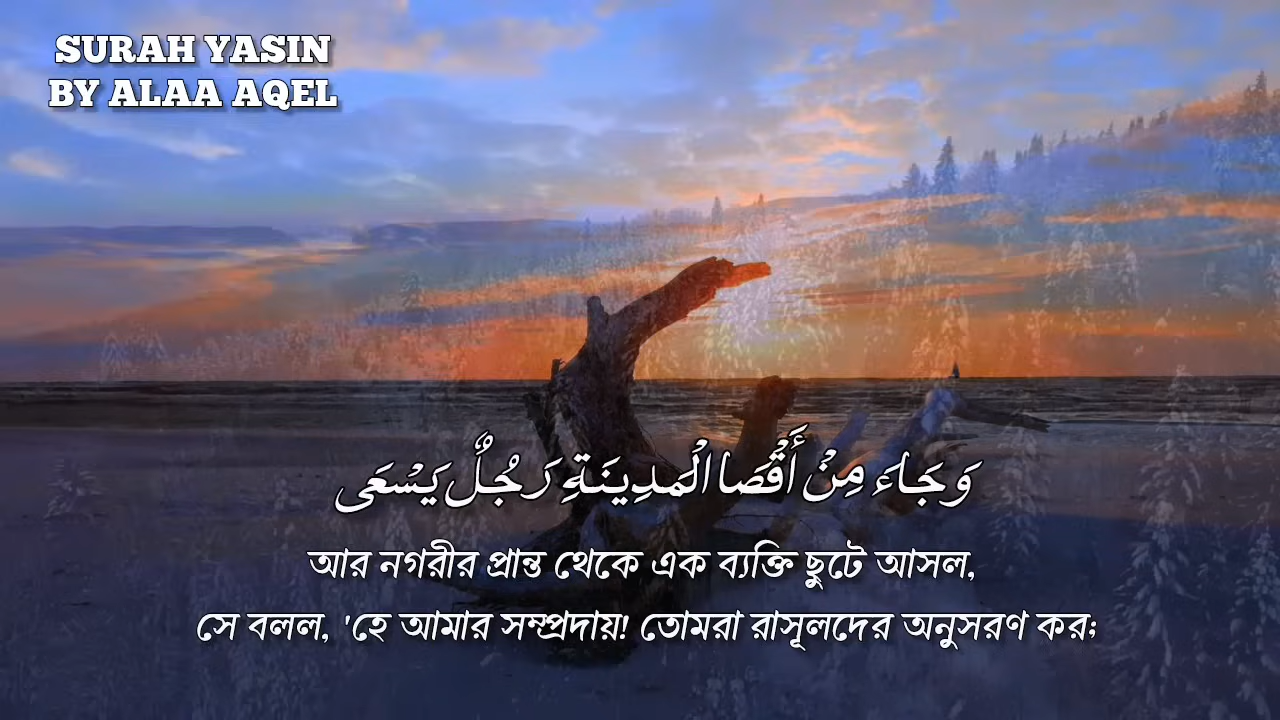 SURAH YASIN
BY ALAA AQEL
وَجَاءَ مِنْ أَقْصَا الْمَدِينَةِ رَجُلٌ يَسْعَى
আর নগরীর প্রান্ত থেকে এক ব্যক্তি ছুটে আসল,
সে বলল, 'হে আমার সম্প্রদায়! তোমরা রাসূলদের অনুসরণ কর;